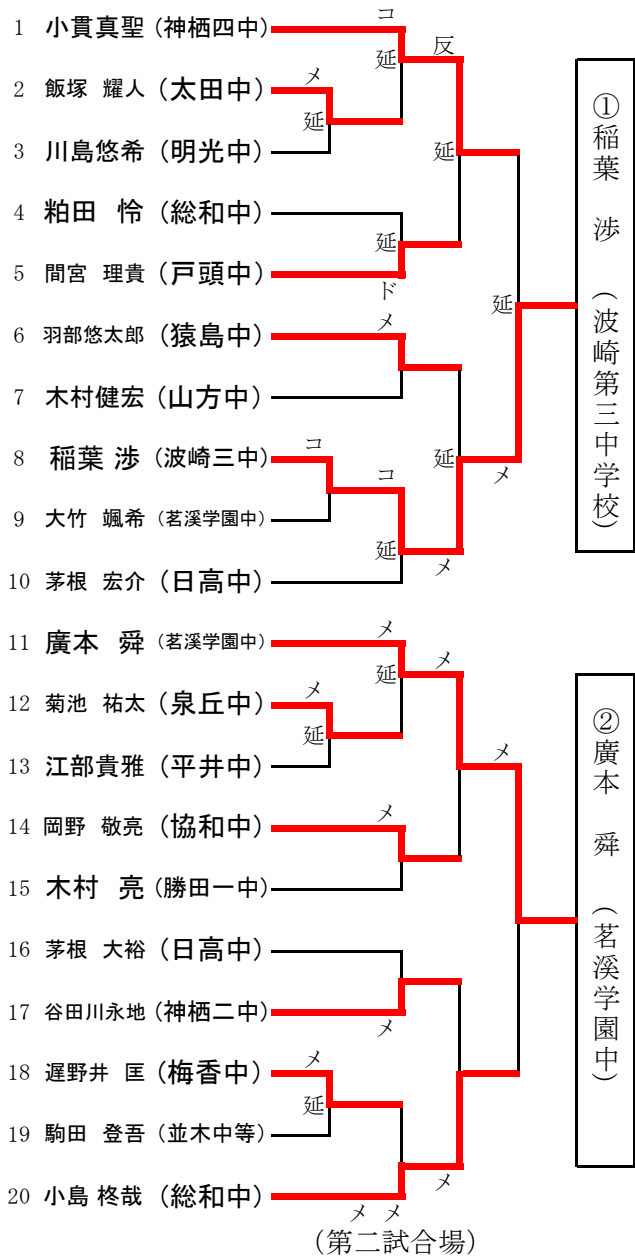 1 小貫真聖 (神栖四中)
2 飯塚 耀人 (太田中)
3 川島悠希 (明光中)
4 粕田 怜 (総和中)
5 間宮 理貴 (戸頭中)
6 羽部悠太郎 (猿島中)
7 木村健宏 (山方中)
8 稲葉 渉 (波崎三中)
9 大竹 颯希 (茗溪学園中)
10 茅根 宏介 (日高中)
11 廣本 舜 (茗溪学園中)
12 菊池 祐太 (泉丘中)
13 江部貴雅 (平井中)
14 岡野 敬亮 (協和中)
15 木村 亮 (勝田一中)
16 茅根 大裕 (日高中)
17 谷田川永地 (神栖二中)
18 遅野井 匡 (梅香中)
19 駒田 登吾 (並木中等)
20 小島 柊哉 (総和中)
コ
延
メ
延
反
延
延
ド
メ
延
コ
コ
延
メ
メ
延
メ
延
メ
延
メ
メ
メ
メ
メ
延
メ
メ メ
①稲葉 渉 (波崎第三中学校)
②廣本 舜 (茗溪学園中)
(第二試合場)